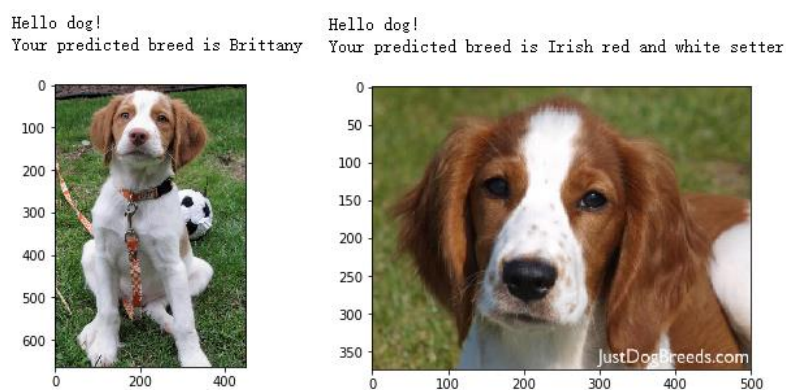 Hello dog!
Your predicted breed is Brittany
Hello dog!
Your predicted breed is Irish red and white setter
0
100
200
300
400
500
600
0 200 400
0
50
100
150
200
250
300
350
0 100 200 300 400 500
JustDogBreeds.com